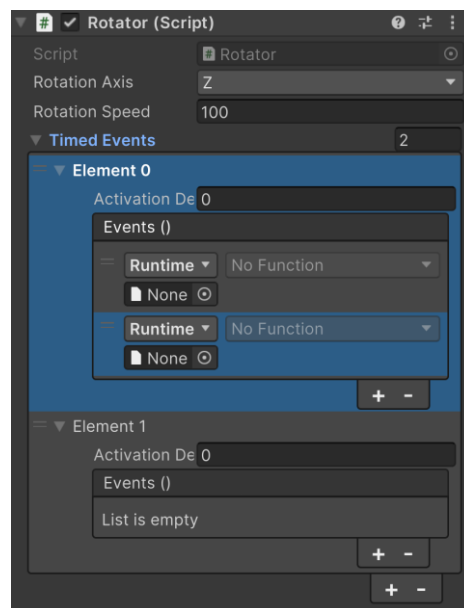 Rotator (Script)
Script Rotator
Rotation Axis Z
Rotation Speed 100
Timed Events 2
Element 0
Activation De 0
Events ()
Runtime No Function
None
Runtime No Function
None
+ -
Element 1
Activation De 0
Events ()
List is empty
+ -
+ -